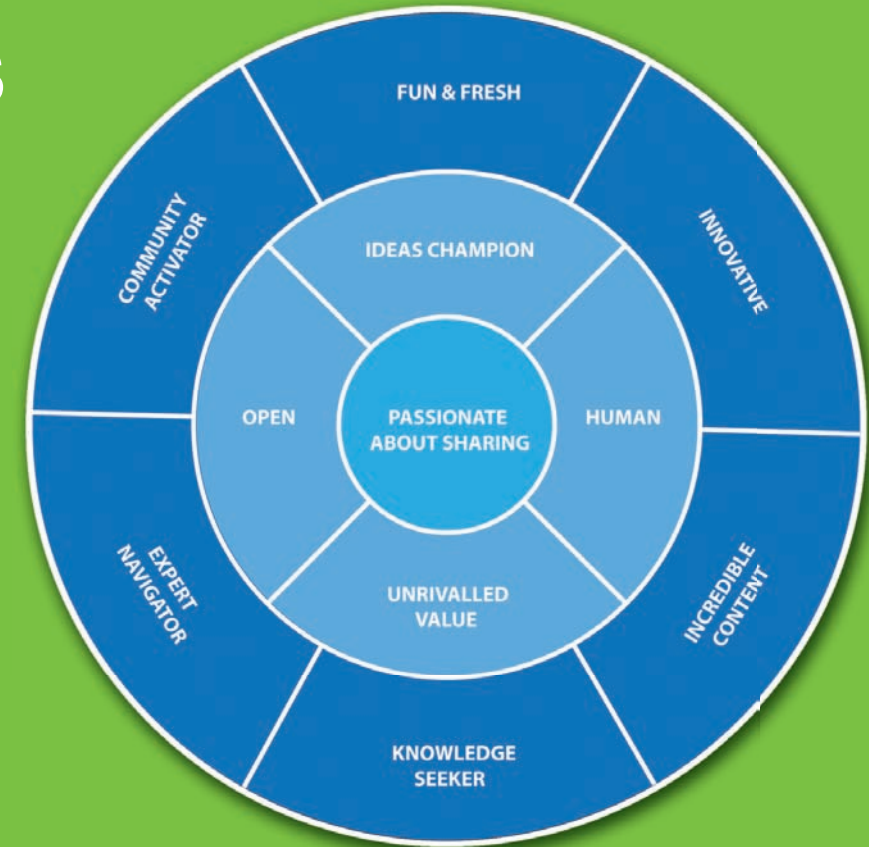 S
FUN & FRESH
COMMUNITY
ACTIVATOR
INNOVATIVE
IDEAS CHAMPION
OPEN
PASSIONATE
ABOUT SHARING
HUMAN
EXPERT
NAVIGATOR
UNRIVALLED
VALUE
INCREDIBLE
CONTENT
KNOWLEDGE
SEEKER